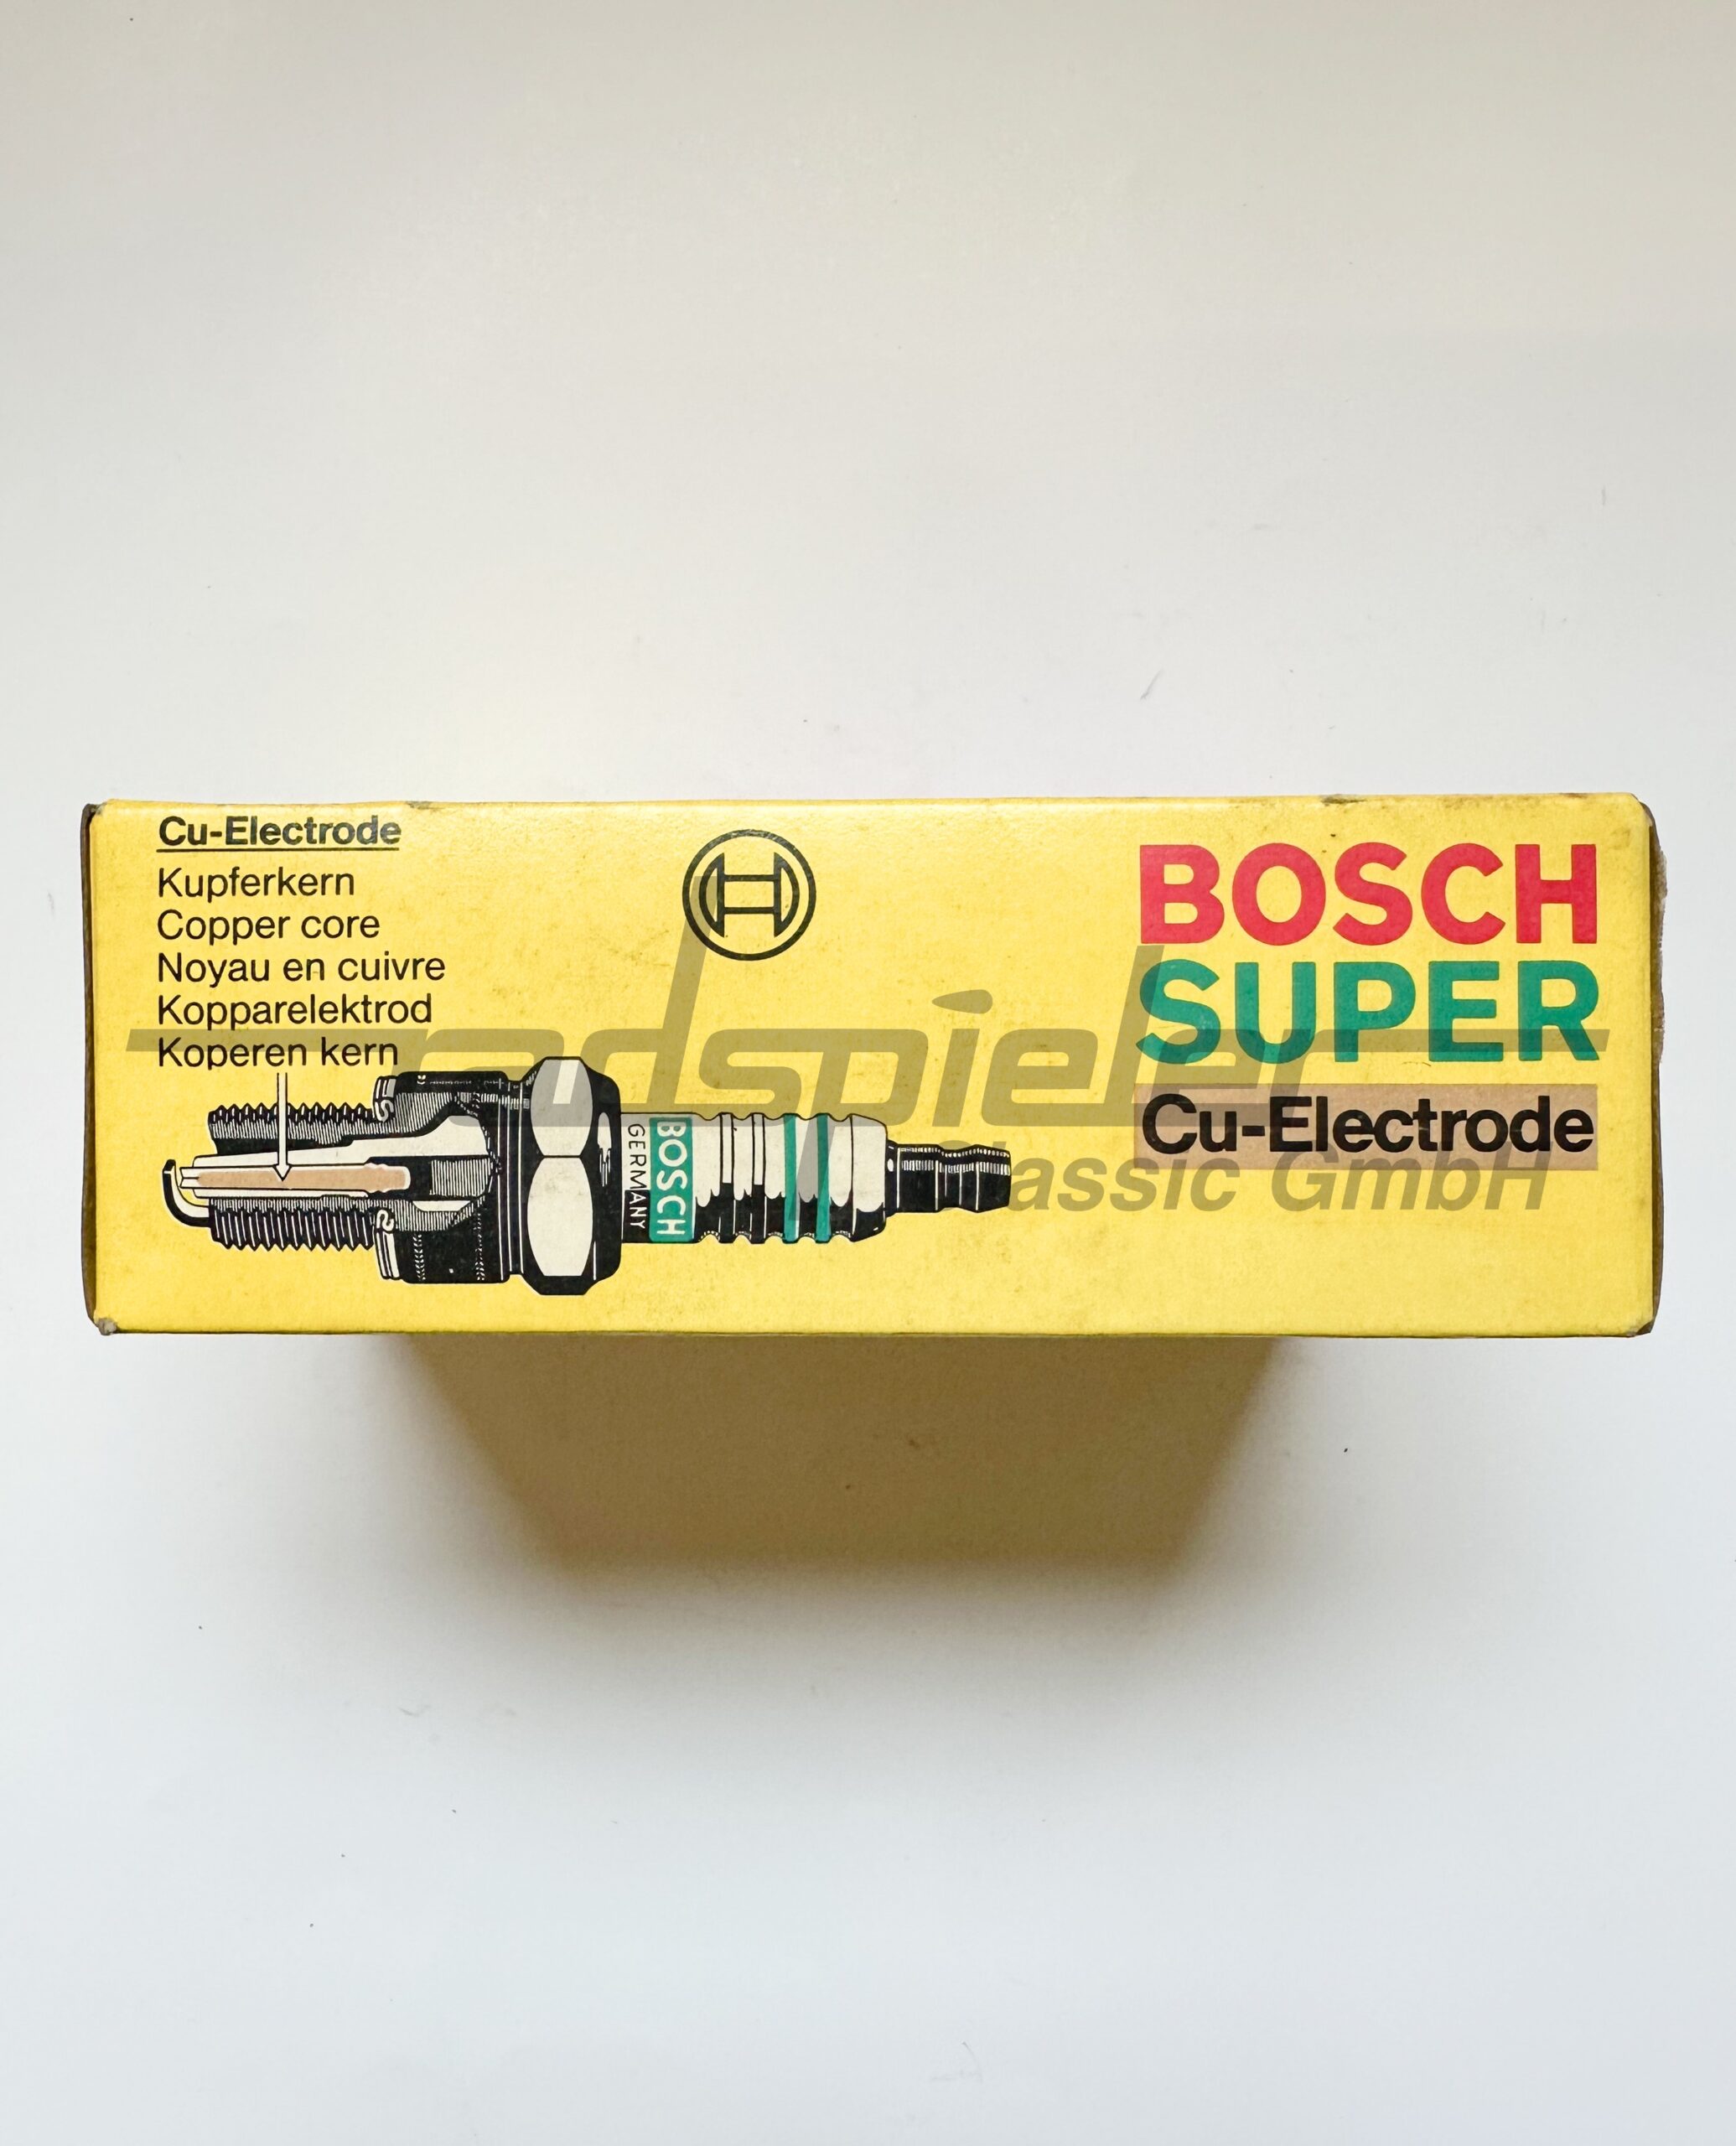 Cu-Electrode
Kupferkern
Copper core
Noyau en cuivre
Kopparelektrod
Koperen kern
BOSCH
GERMANY
BOSCH
SUPER
Cu-Electrode
radspieler
Classic GmbH